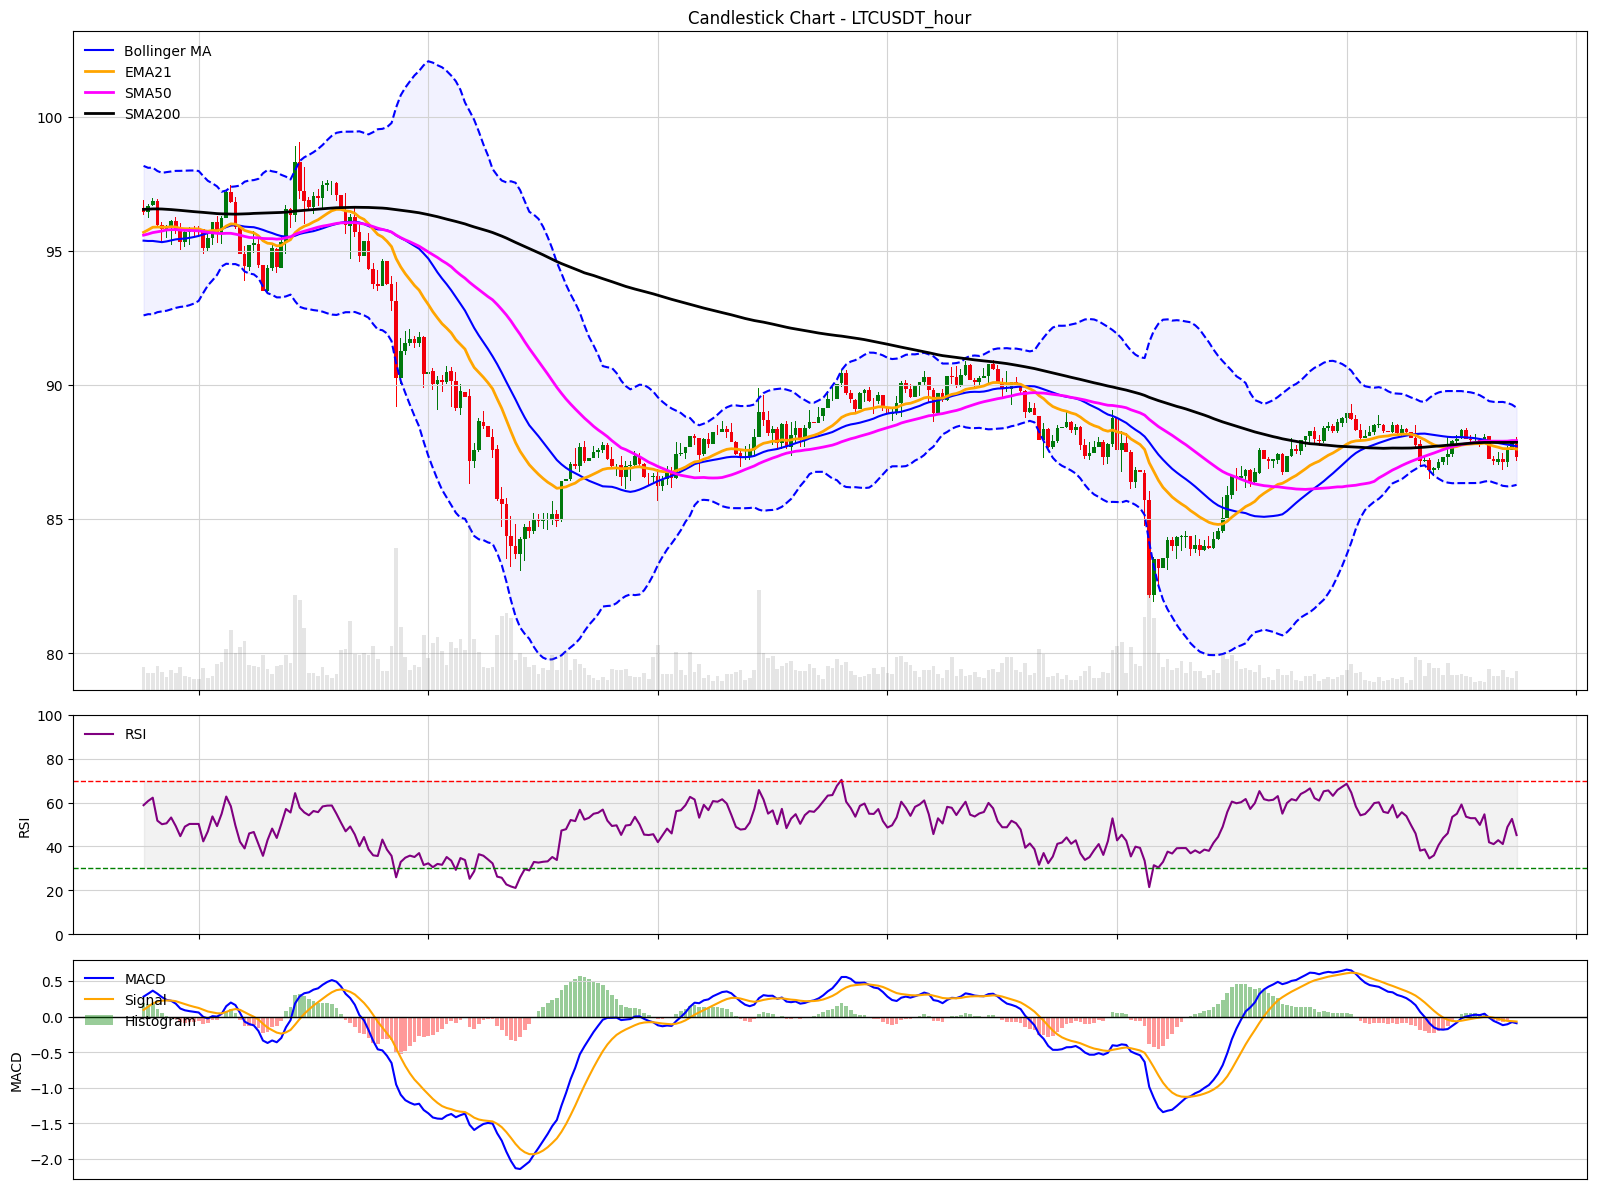 Candlestick Chart - LTCUSDT_hour
Bollinger MA
EMA21
SMA50
SMA200
100
95
90
85
80
RSI
100
80
60
40
20
0
RSI
MACD
Signal
Histogram
0.5
0.0
−0.5
−1.0
−1.5
−2.0
MACD